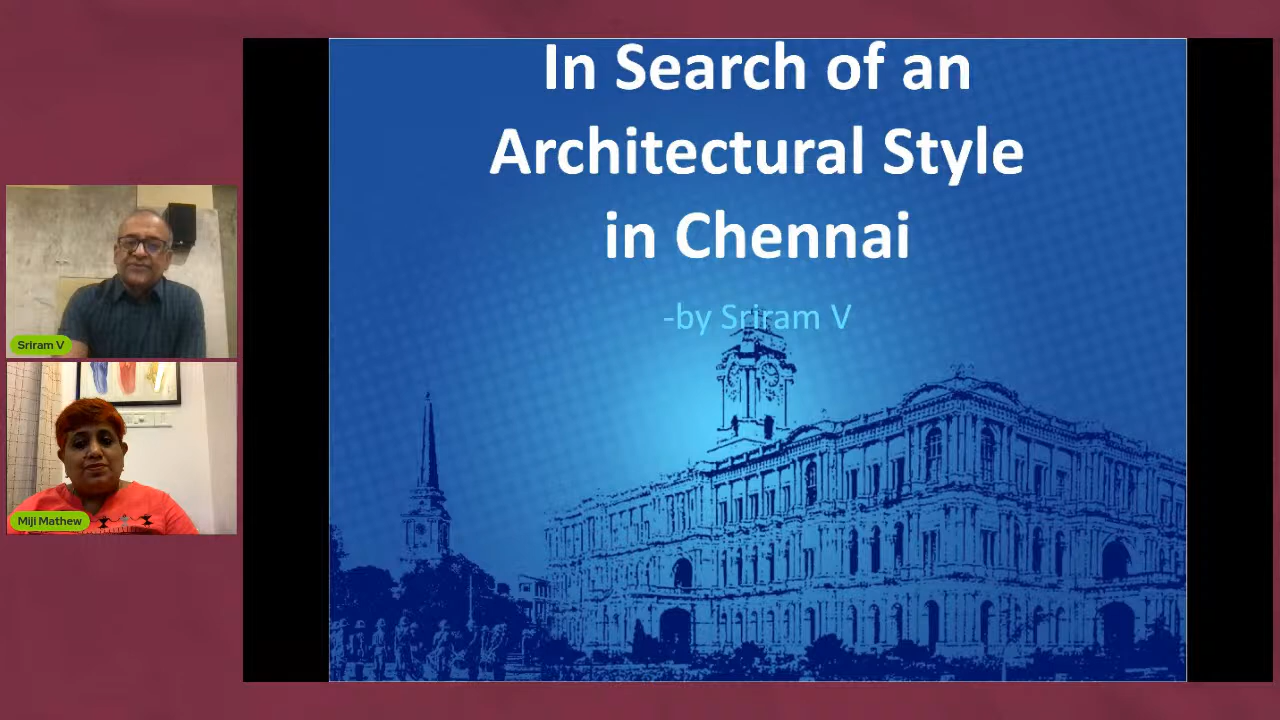 In Search of an
Architectural Style
in Chennai
-by Sriram V
Sriram V
Miji Mathew